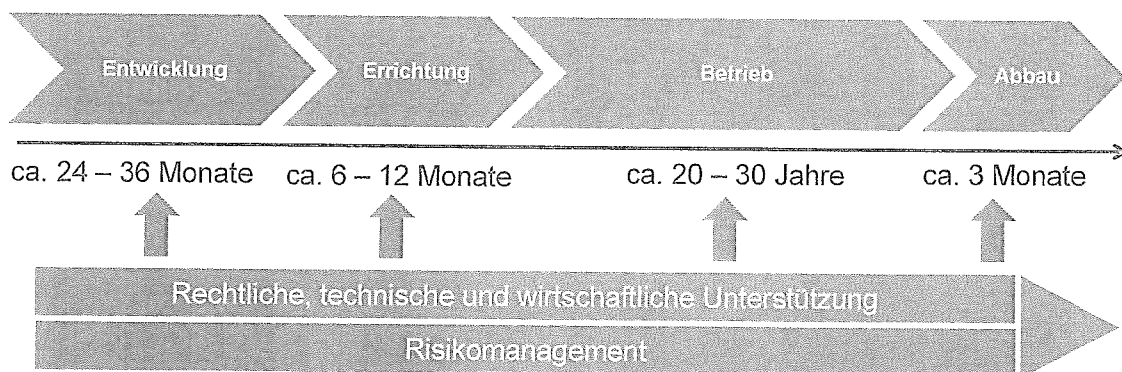 Entwicklung
Errichtung
Betrieb
Abbau
ca. 24 – 36 Monate
ca. 6 – 12 Monate
ca. 20 – 30 Jahre
ca. 3 Monate
Rechtliche, technische und wirtschaftliche Unterstützung
Risikomanagement